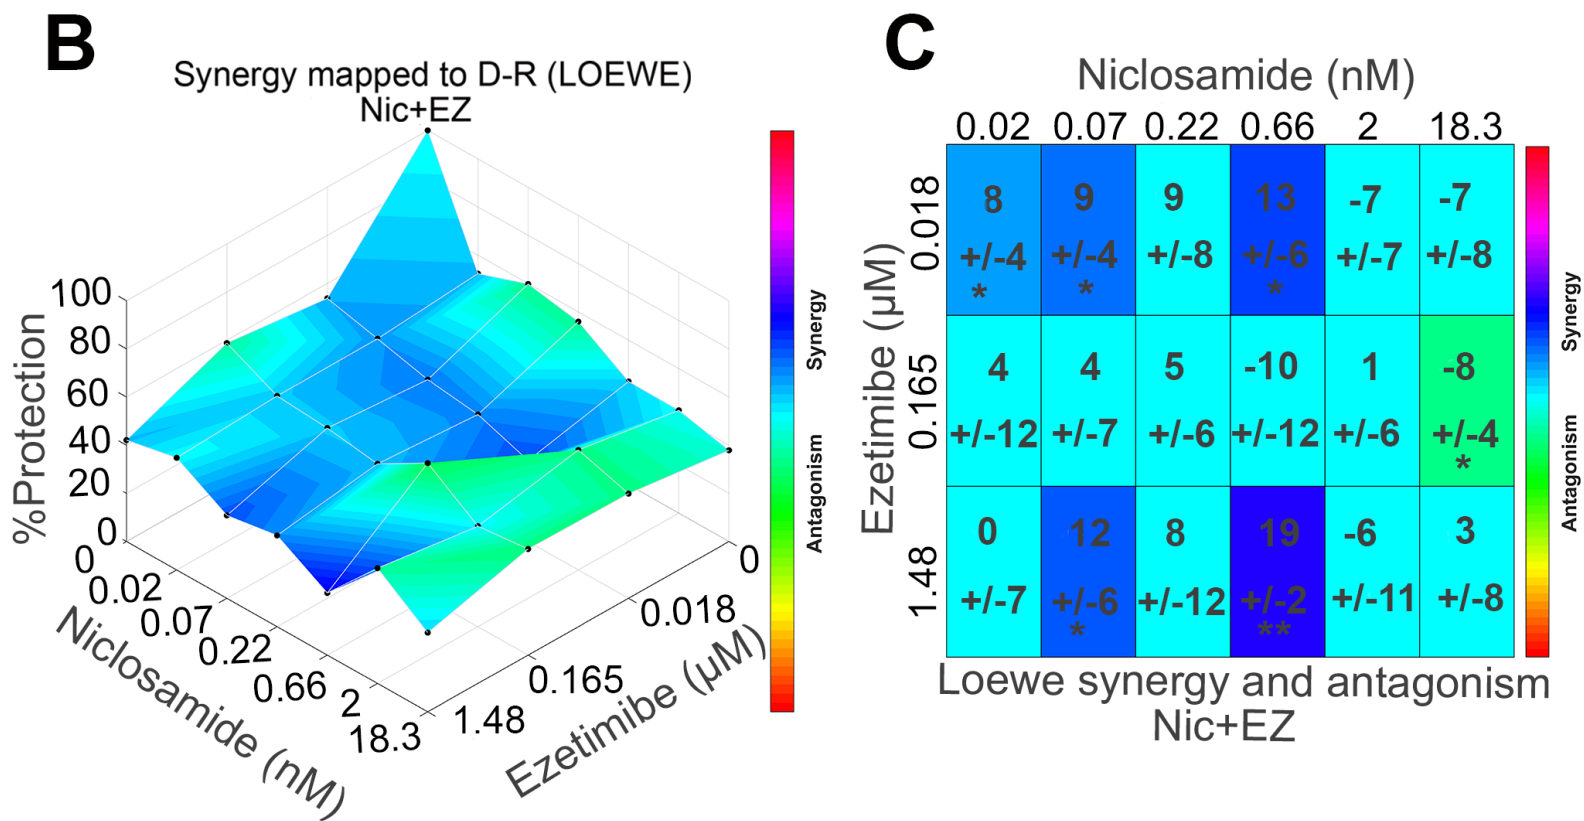 B
Synergy mapped to D-R (LOEWE)
Nic+EZ
%Protection
100
80
60
40
20
0
0
0.02
0.07
0.22
0.66
2
18.3
Niclosamide (nM)
1.48
0.165
0.018
0
Ezetimibe (µM)
Synergy
Antagonism
C
Niclosamide (nM)
0.02 0.07 0.22 0.66 2 18.3
Ezetimibe (µM)
0.018
8 9 9 13 -7 -7
+/-4 +/-4 +/-8 +/-6 +/-7 +/-8
* * *
0.165
4 4 5 -10 1 -8
+/-12 +/-7 +/-6 +/-12 +/-6 +/-4
*
1.48
0 12 8 19 -6 3
+/-7 +/-6 +/-12 +/-2 +/-11 +/-8
* **
Loewe synergy and antagonism
Nic+EZ
Synergy
Antagonism